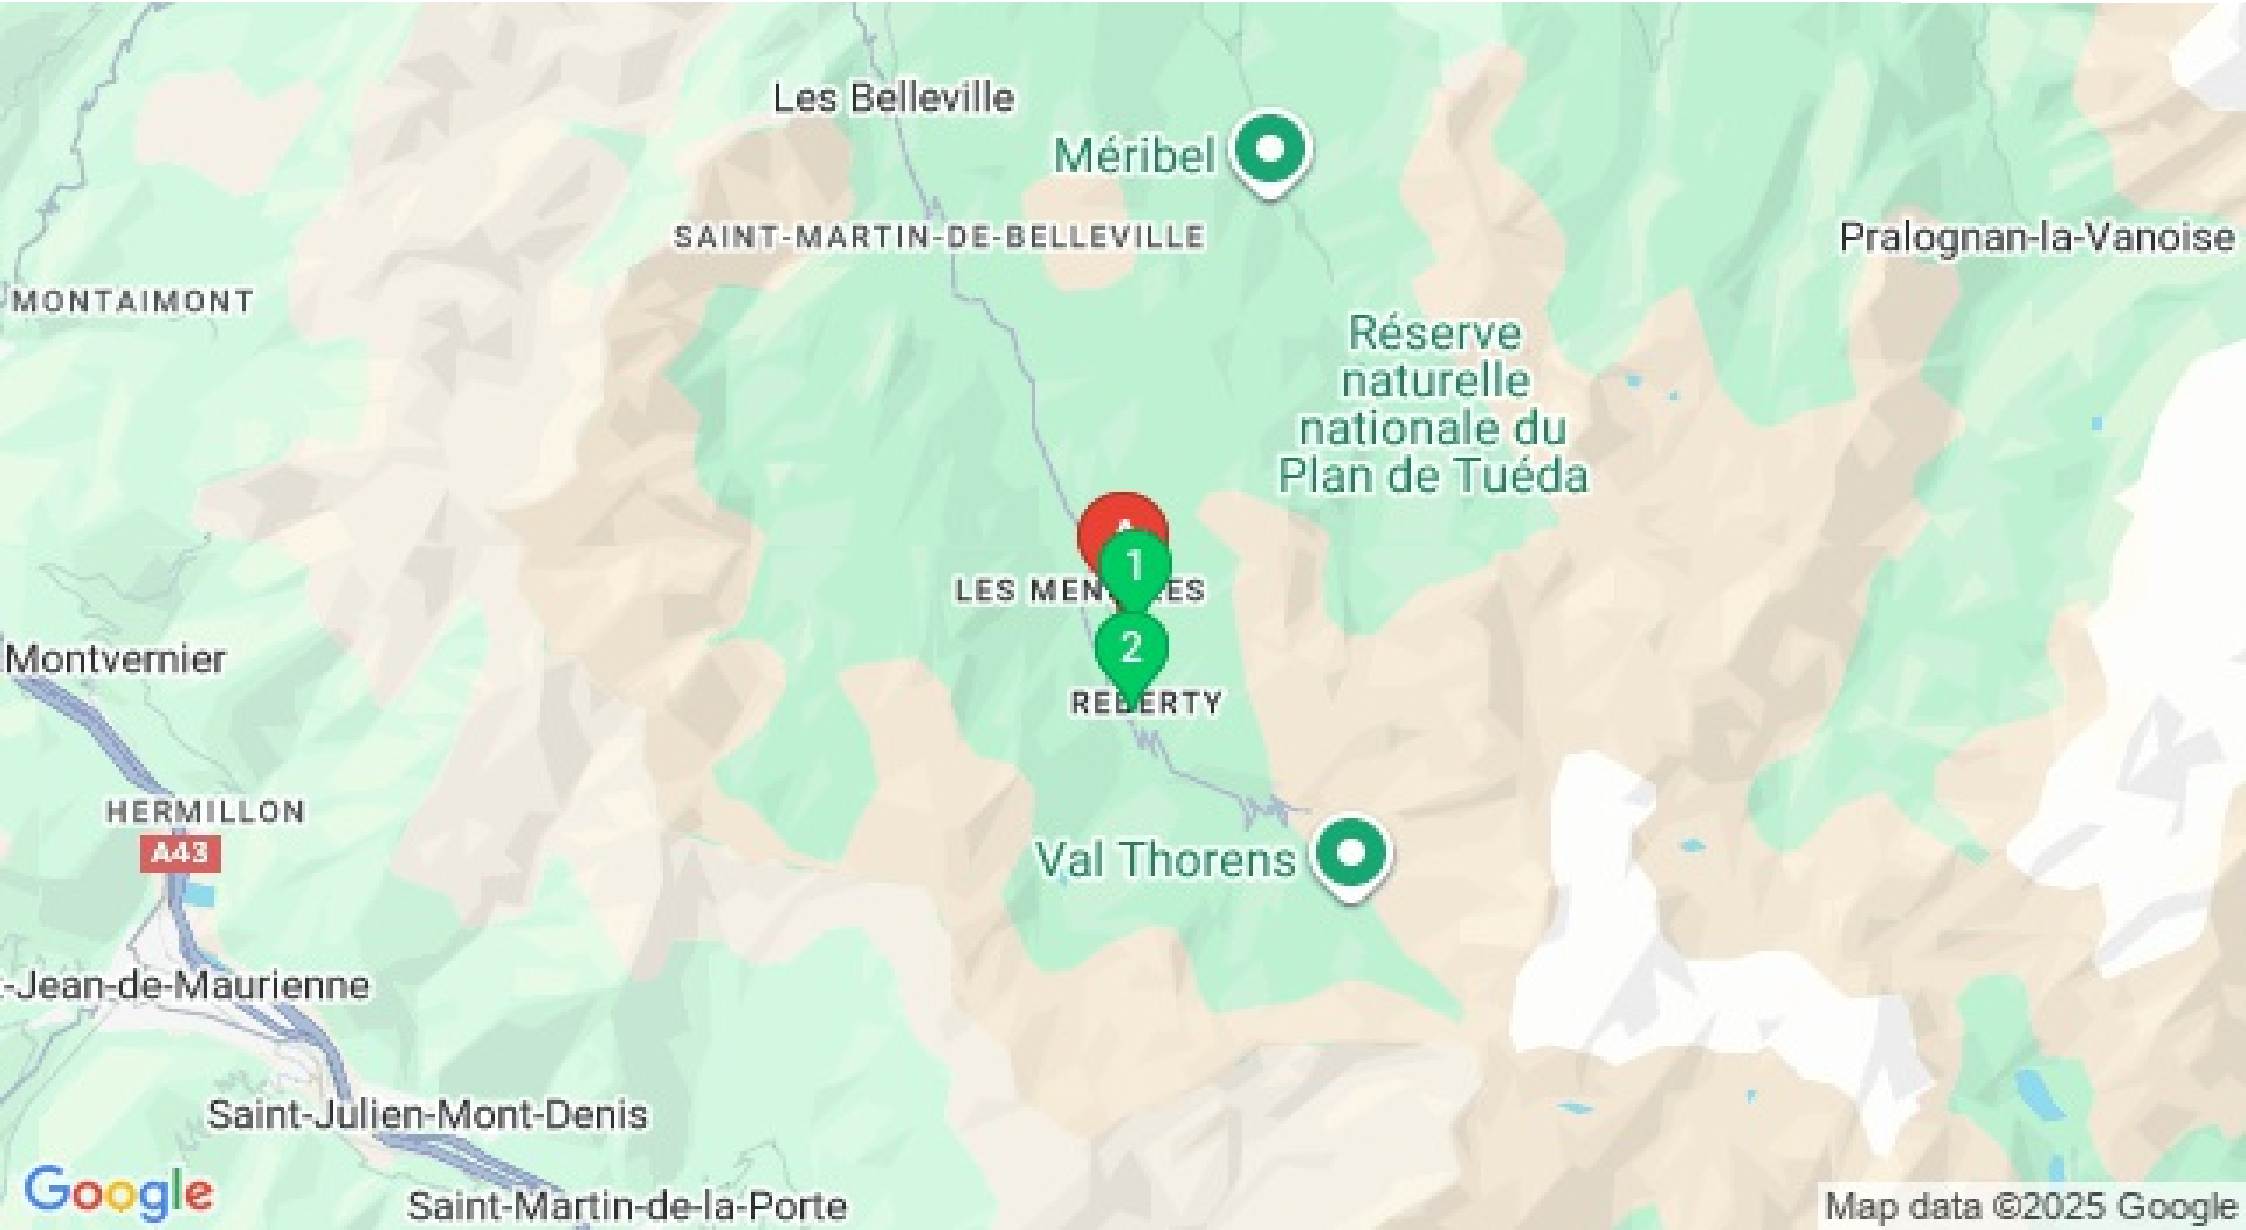 Les Belleville
Méribel
SAINT-MARTIN-DE-BELLEVILLE
Pralognan-la-Vanoise
MONTAIMONT
Réserve
naturelle
nationale du
Plan de Tuéda
1
2
Montvernier
HERMILLON
A43
Val Thorens
-Jean-de-Maurienne
Saint-Julien-Mont-Denis
Saint-Martin-de-la-Porte
Google
Map data ©2025 Google